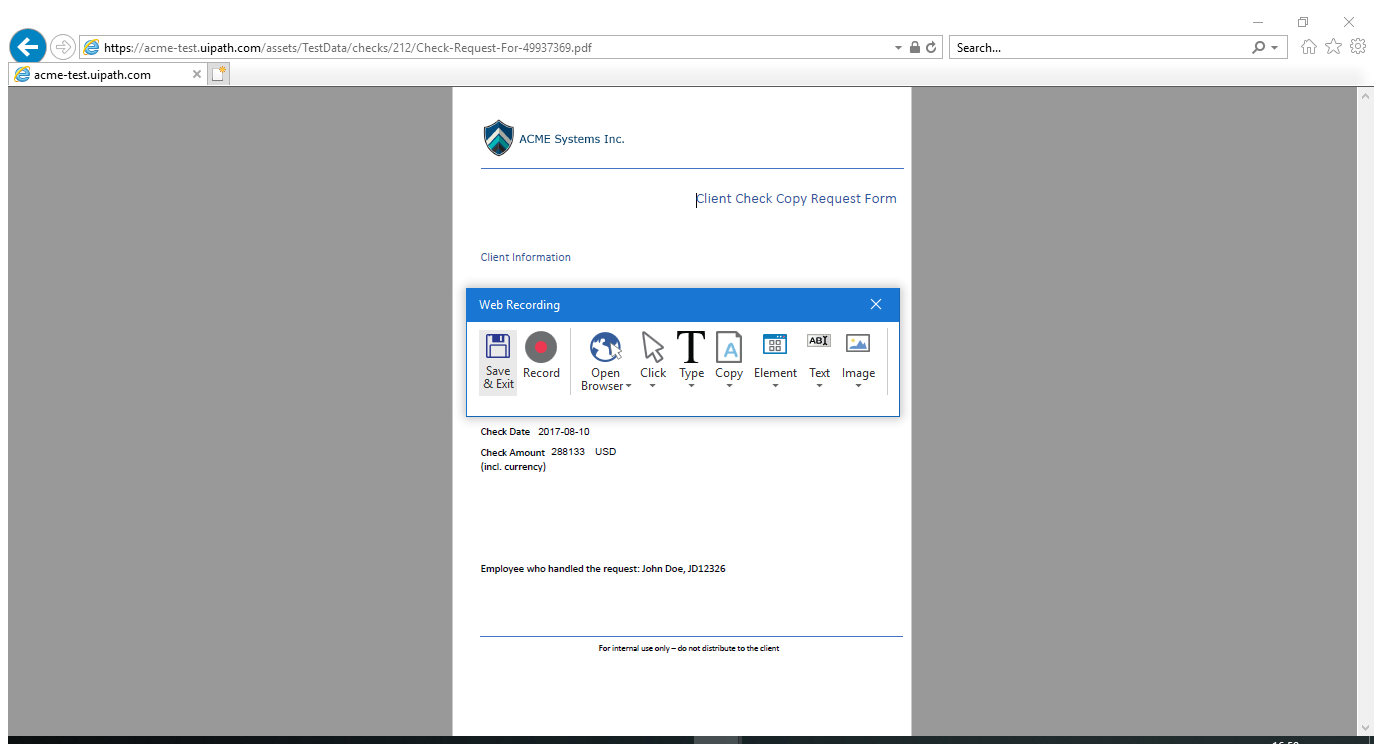 https://acme-test.uipath.com/assets/TestData/checks/212/Check-Request-For-49937369.pdf
Search...
acme-test.uipath.com
ACME Systems Inc.
Client Check Copy Request Form
Client Information
Web Recording
Save & Exit
Record
Open Browser
Click
Type
Copy
Element
Text
Image
Check Date 2017-08-10
Check Amount 288133 USD
(incl. currency)
Employee who handled the request: John Doe, JD12326
For internal use only – do not distribute to the client